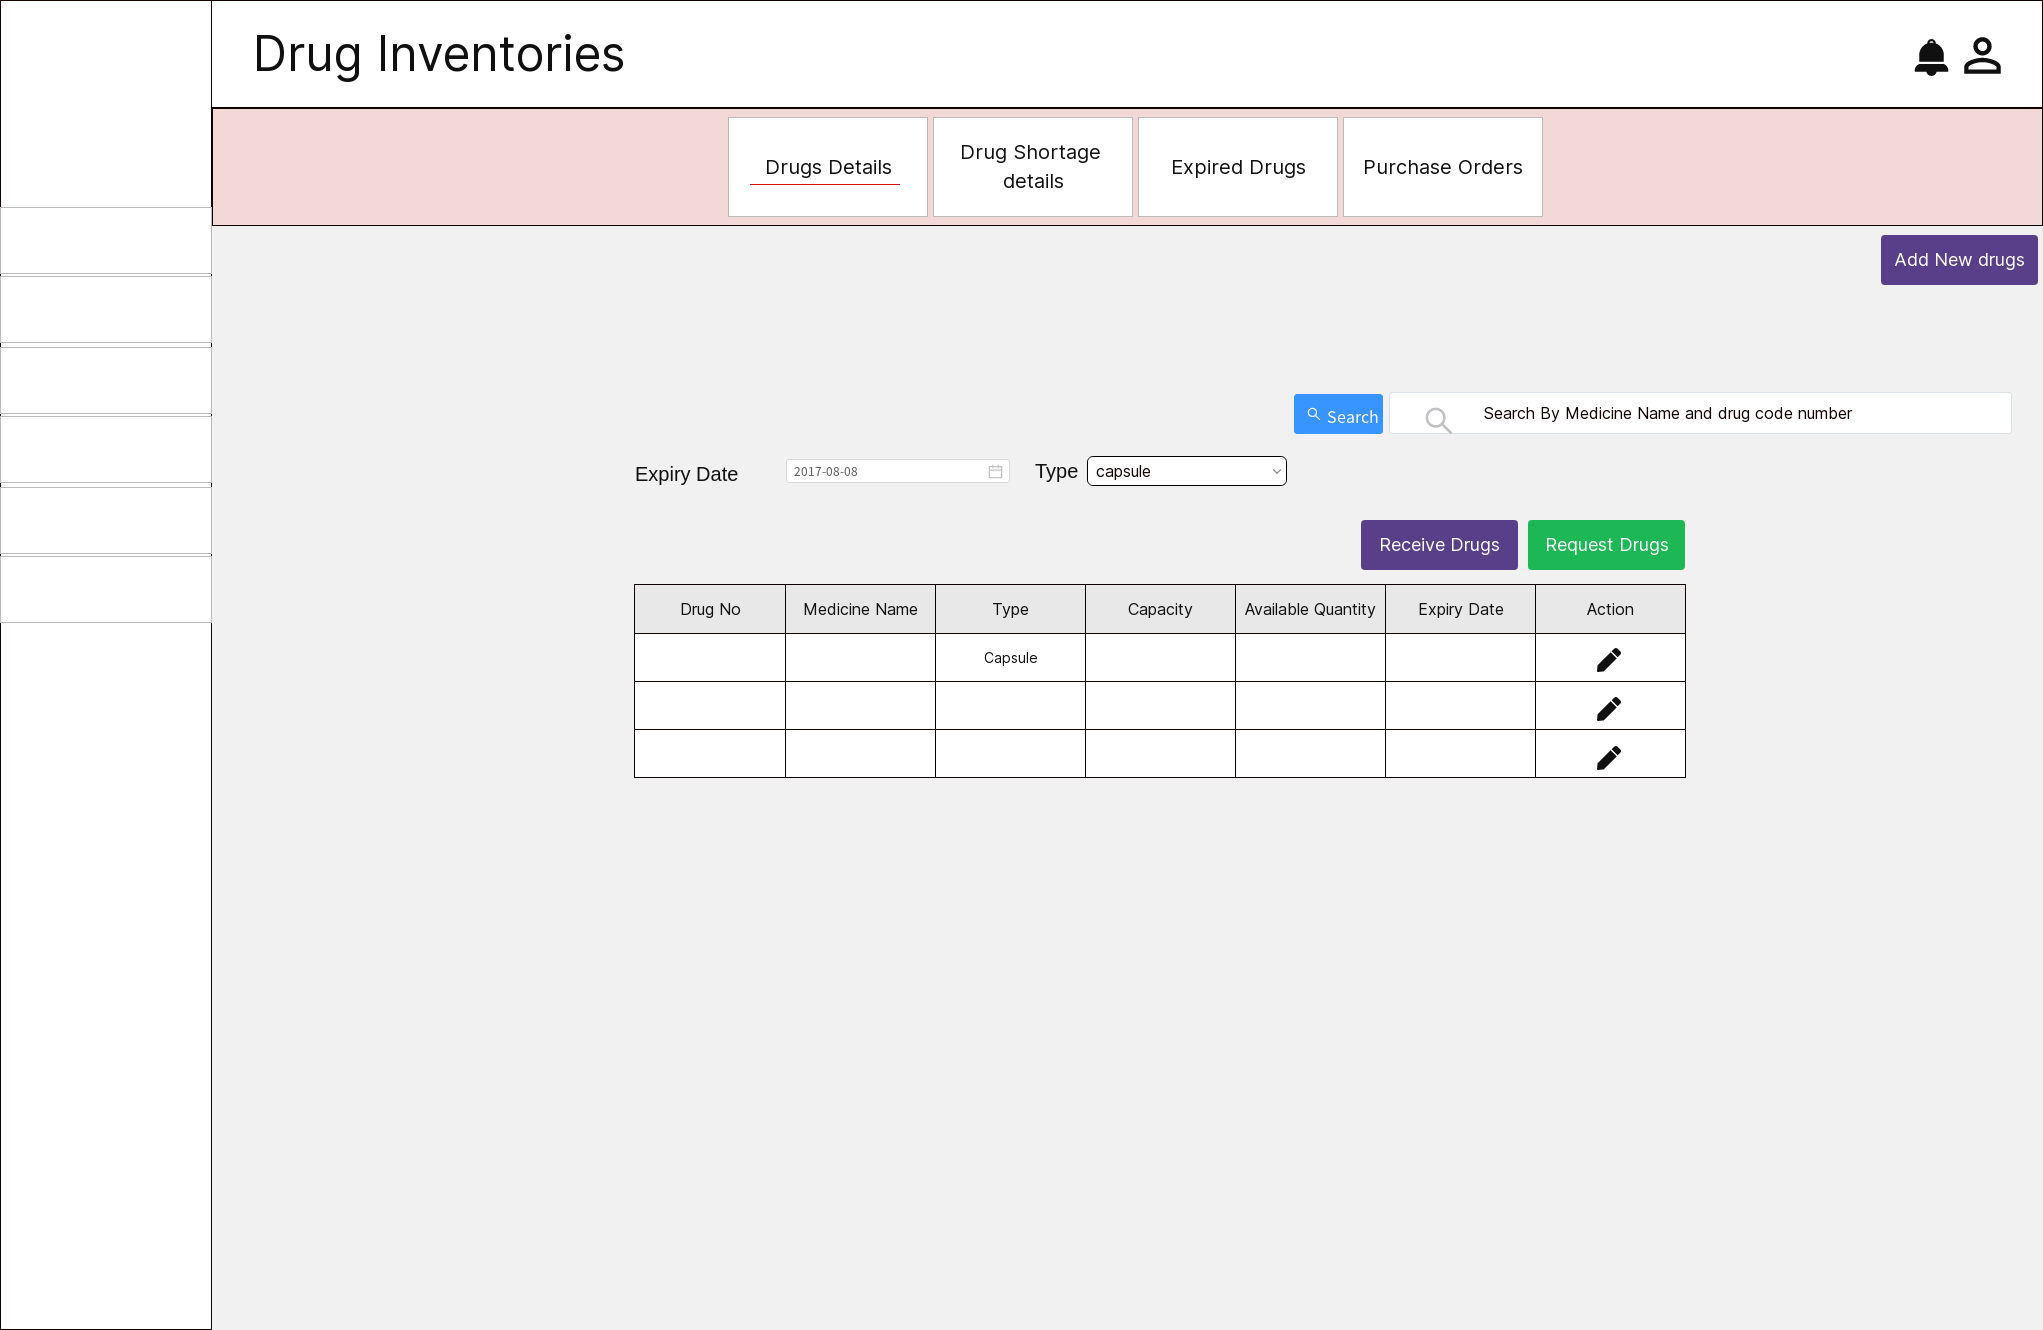 Drug Inventories
Drugs Details
Drug Shortage
details
Expired Drugs
Purchase Orders
Add New drugs
Search
Search By Medicine Name and drug code number
Expiry Date
2017-08-08
Type
capsule
Receive Drugs
Request Drugs
Drug No
Medicine Name
Type
Capacity
Available Quantity
Expiry Date
Action
Capsule